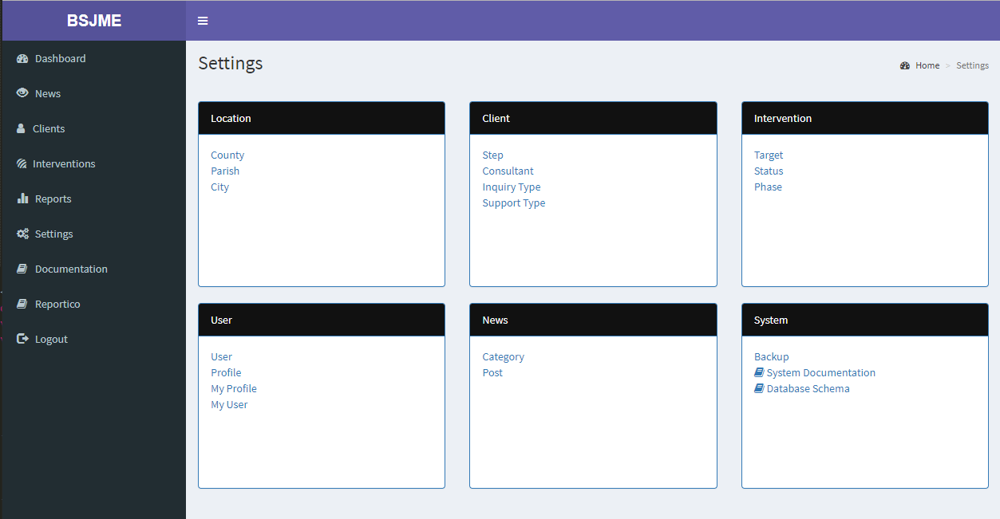 BSJME
Dashboard
News
Clients
Interventions
Reports
Settings
Documentation
Reportico
Logout
Settings
Home > Settings
Location
County
Parish
City
Client
Step
Consultant
Inquiry Type
Support Type
Intervention
Target
Status
Phase
User
User
Profile
My Profile
My User
News
Category
Post
System
Backup
System Documentation
Database Schema